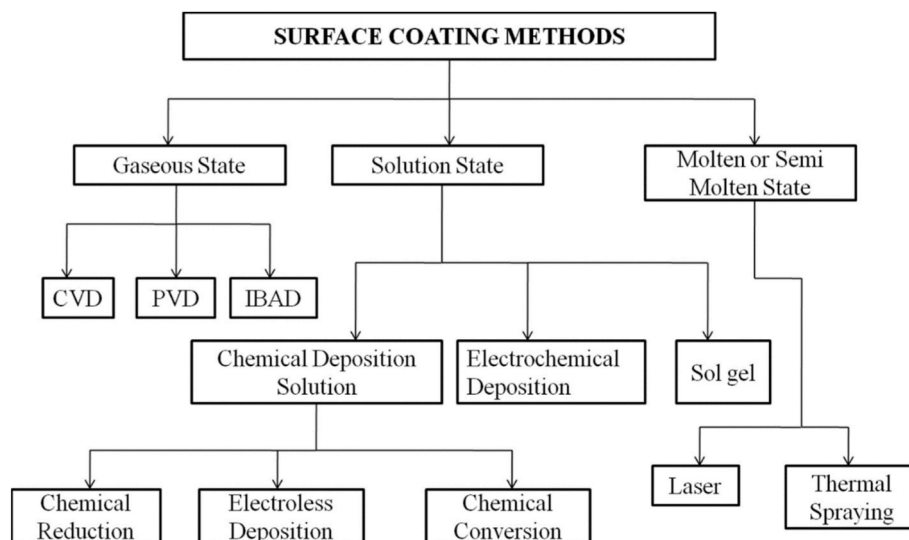 SURFACE COATING METHODS
Gaseous State
Solution State
Molten or Semi
Molten State
CVD
PVD
IBAD
Chemical Deposition
Solution
Electrochemical
Deposition
Sol gel
Laser
Thermal
Spraying
Chemical
Reduction
Electroless
Deposition
Chemical
Conversion